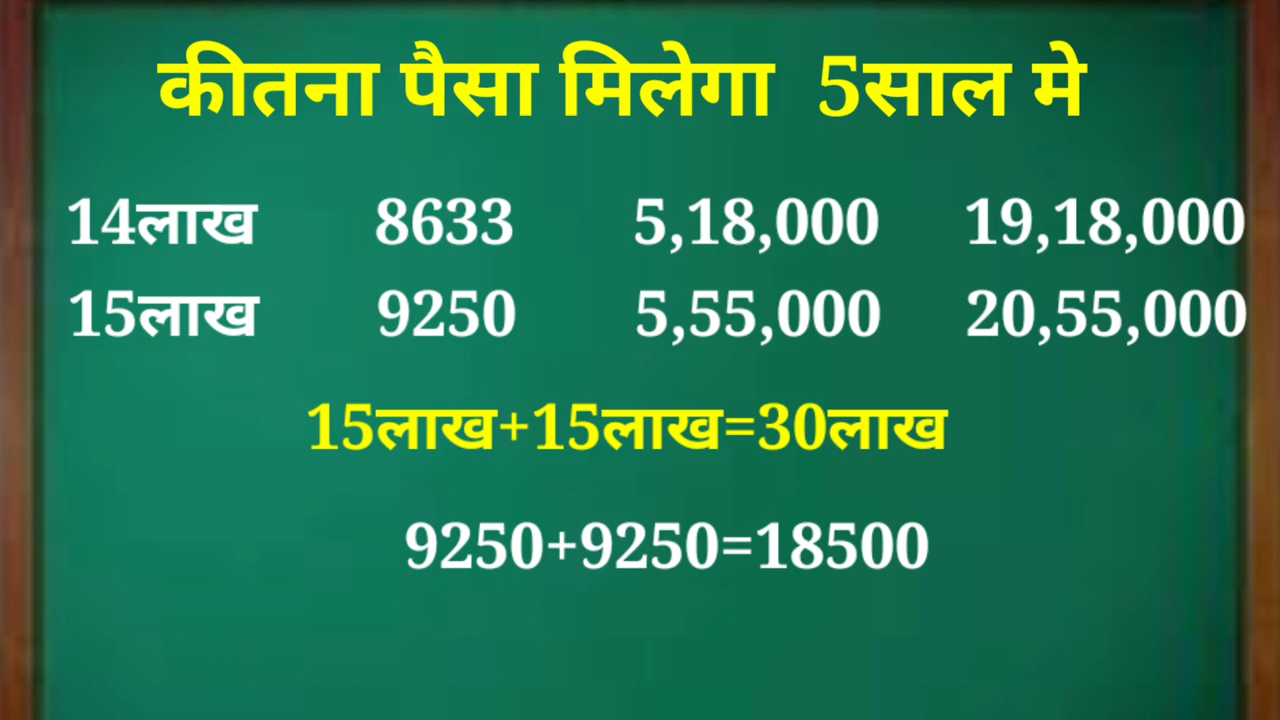 कीतना पैसा मिलेगा 5साल मे
14लाख 8633 5,18,000 19,18,000
15लाख 9250 5,55,000 20,55,000
15लाख+15लाख=30लाख
9250+9250=18500